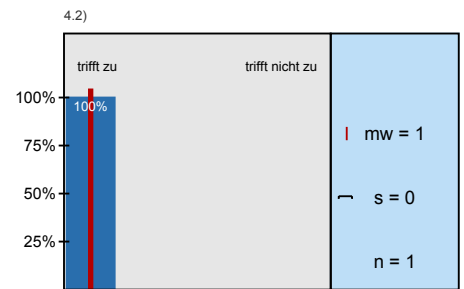 4.2)
trifft zu trifft nicht zu
100%
100%
75%
mw = 1
50%
s = 0
25%
n = 1